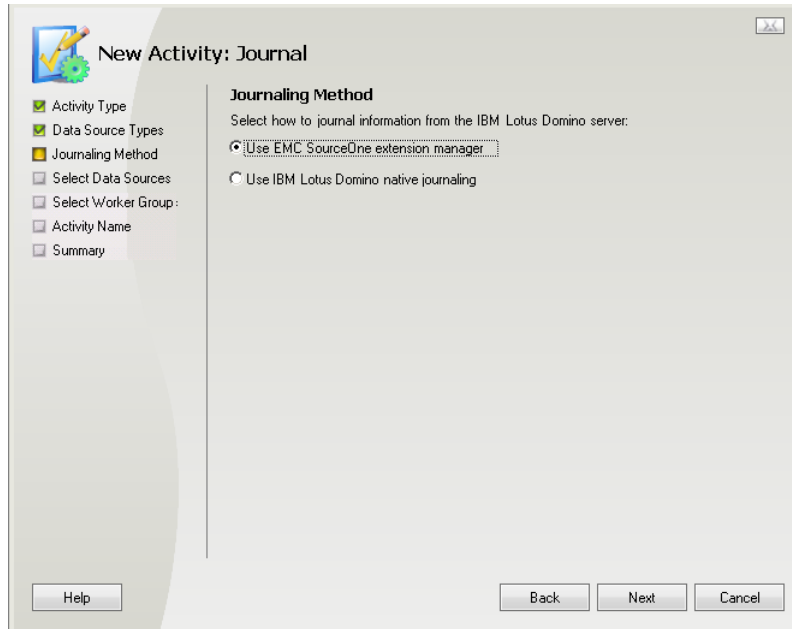 New Activity: Journal
Activity Type
Data Source Types
Journaling Method
Select Data Sources
Select Worker Group:
Activity Name
Summary
Journaling Method
Select how to journal information from the IBM Lotus Domino server:
Use EMC SourceOne extension manager
Use IBM Lotus Domino native journaling
Help
Back
Next
Cancel